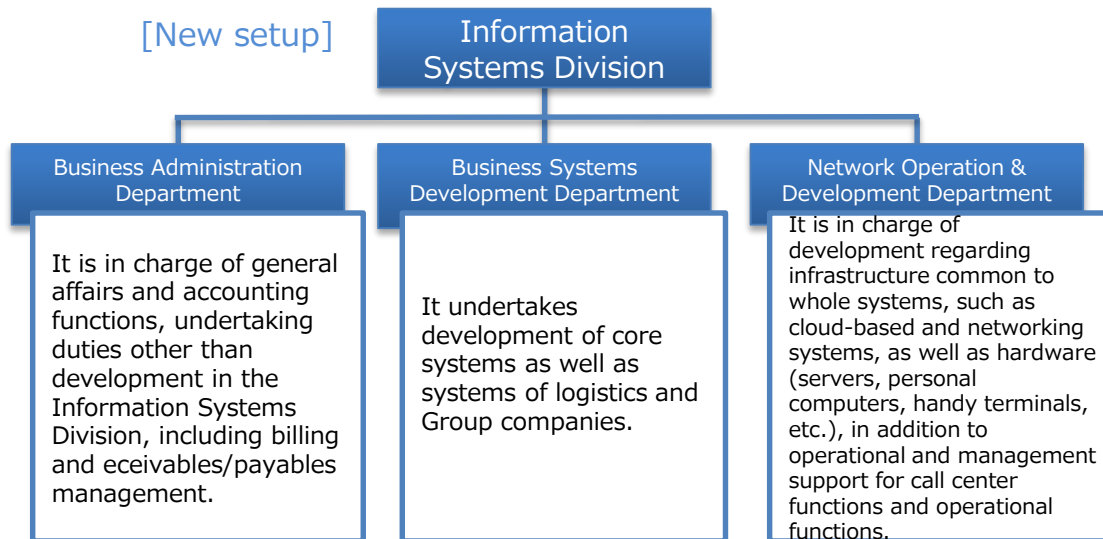 [New setup]
Information
Systems Division
Business Administration
Department
It is in charge of general
affairs and accounting
functions, undertaking
duties other than
development in the
Information Systems
Division, including billing
and eceivables/payables
management.
Business Systems
Development Department
It undertakes
development of core
systems as well as
systems of logistics and
Group companies.
Network Operation &
Development Department
It is in charge of
development regarding
infrastructure common to
whole systems, such as
cloud-based and networking
systems, as well as hardware
(servers, personal
computers, handy terminals,
etc.), in addition to
operational and management
support for call center
functions and operational
functions.